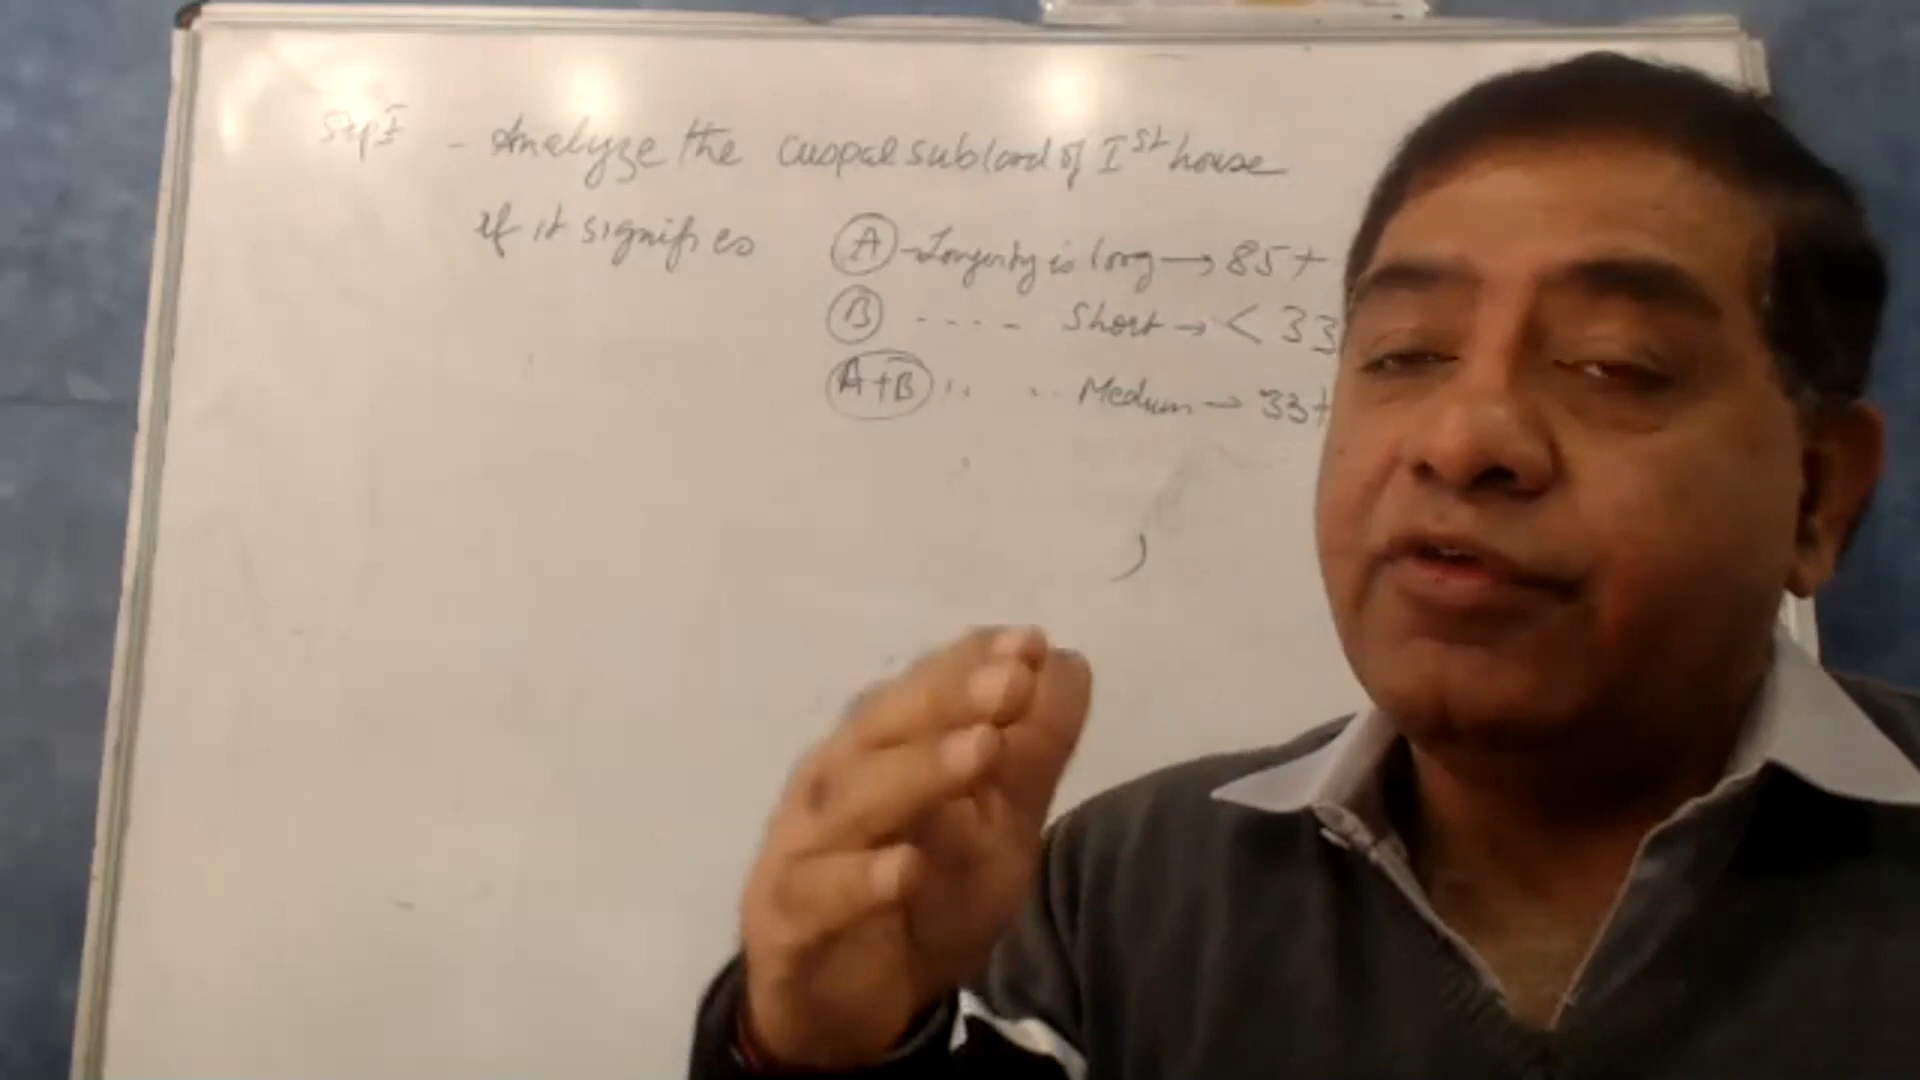 Step I - Analyze the cuspal sublord of Ist house
if it signifies
A - Longevity is long → 85+
B ---- Short → < 33
A+B " .. Medium → 33+